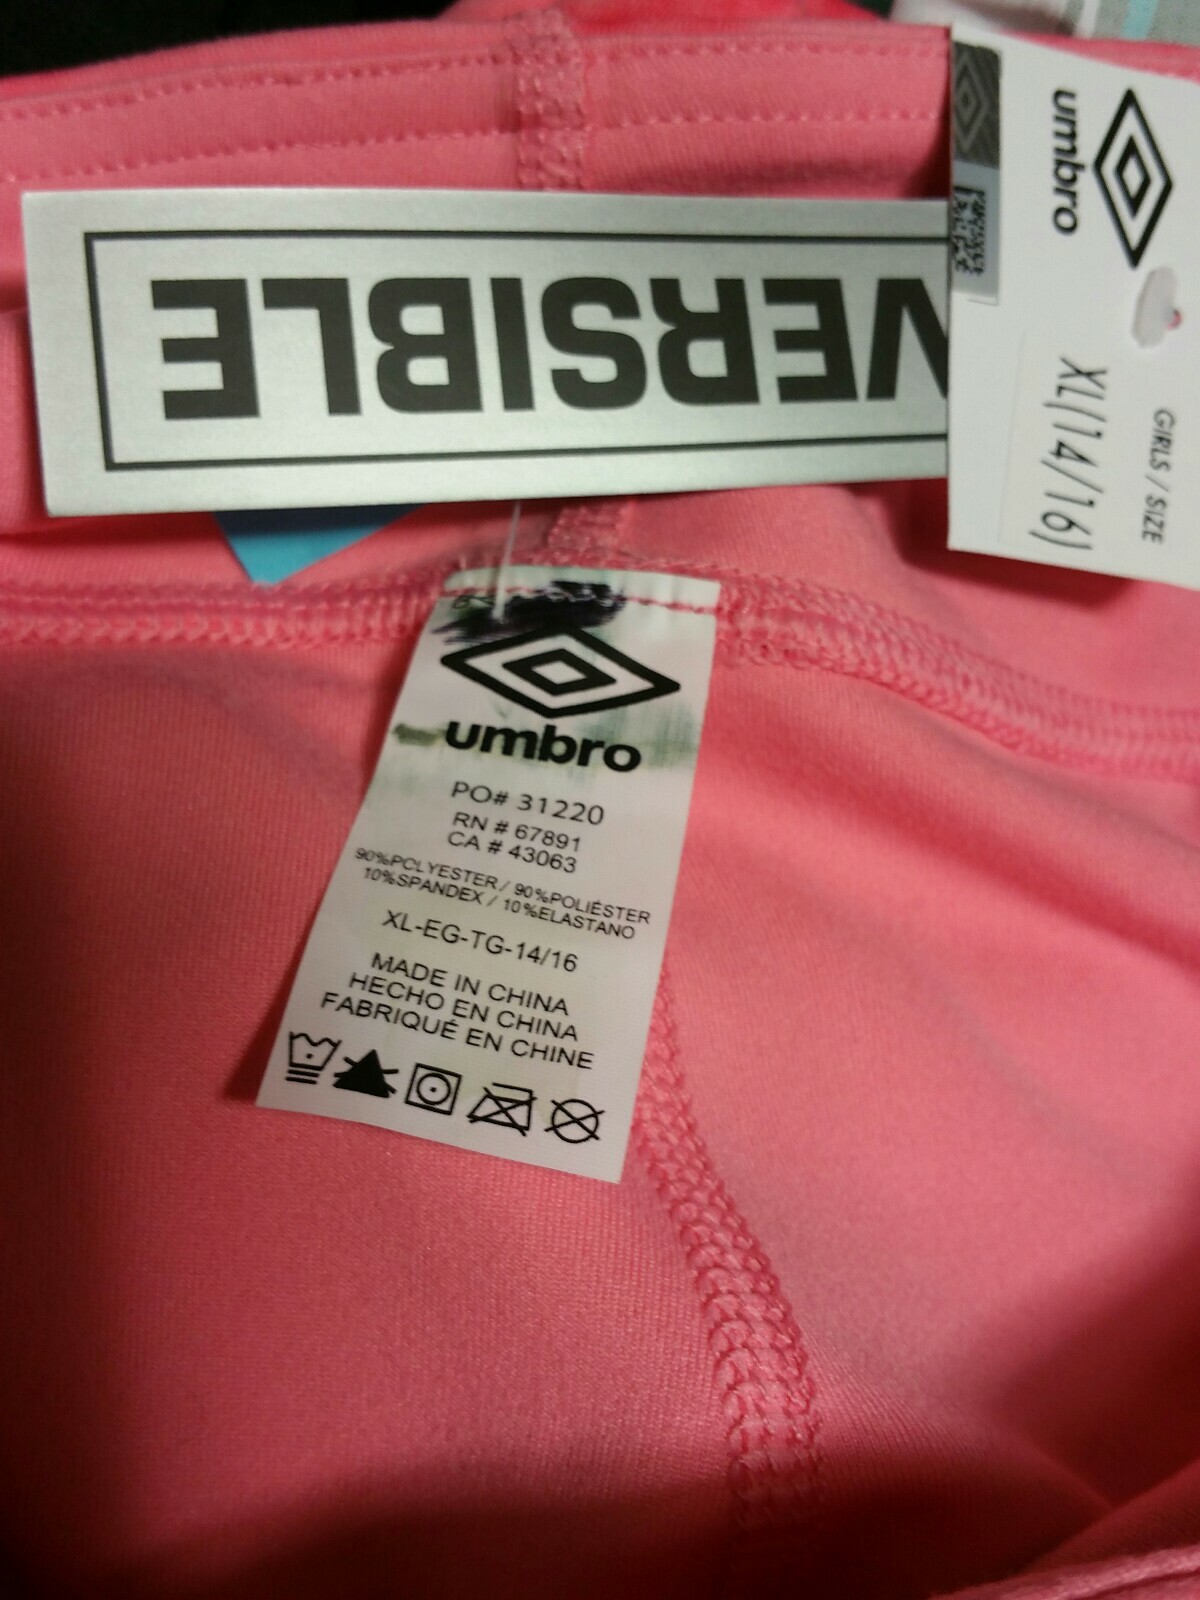 VERSIBLE
umbro
GIRLS / SIZE
XL(14/16)
umbro
PO# 31220
RN # 67891
CA # 43063
90%POLYESTER / 90%POLIÉSTER
10%SPANDEX / 10%ELASTANO
XL-EG-TG-14/16
MADE IN CHINA
HECHO EN CHINA
FABRIQUÉ EN CHINE